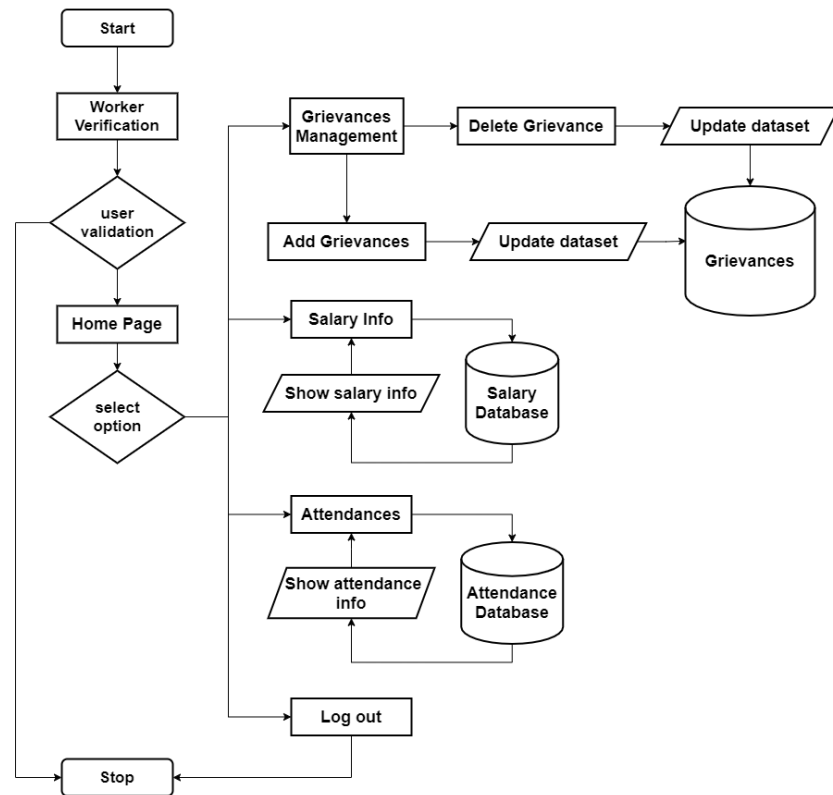 Start
Worker
Verification
user
validation
Home Page
select
option
Grievances
Management
Delete Grievance
Update dataset
Add Grievances
Update dataset
Grievances
Salary Info
Show salary info
Salary
Database
Attendances
Show attendance
info
Attendance
Database
Log out
Stop